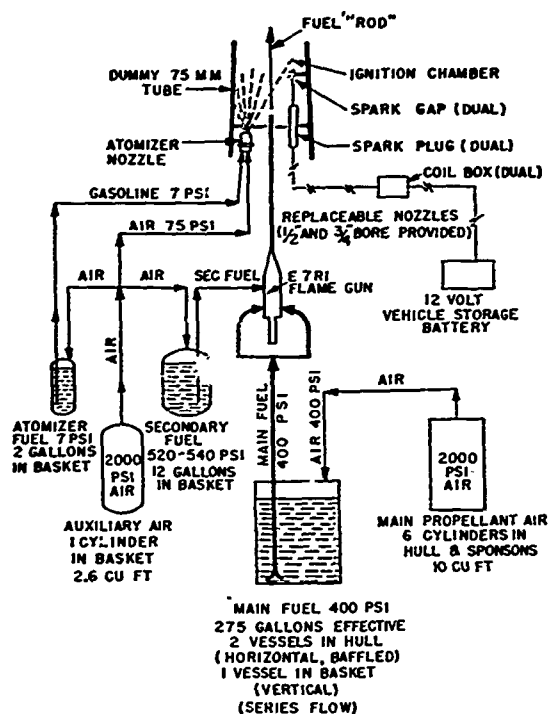 FUEL "ROD"
DUMMY 75 MM
TUBE
IGNITION CHAMBER
SPARK GAP (DUAL)
ATOMIZER
NOZZLE
SPARK PLUG (DUAL)
COIL BOX (DUAL)
GASOLINE 7 PSI
AIR 75 PSI
REPLACEABLE NOZZLES
(1/2 AND 3/4" BORE PROVIDED)
AIR
AIR
SEC FUEL
E 7R1
FLAME GUN
12 VOLT
VEHICLE STORAGE
BATTERY
AIR
ATOMIZER
FUEL 7 PSI
2 GALLONS
IN BASKET
SECONDARY
FUEL
520-540 PSI
12 GALLONS
IN BASKET
MAIN FUEL
400 PSI
AIR 400 PSI
AIR
2000
PSI
AIR
2000
PSI
AIR
AUXILIARY AIR
1 CYLINDER
IN BASKET
2.6 CU FT
MAIN PROPELLANT AIR
6 CYLINDERS IN
HULL & SPONSONS
10 CU FT
MAIN FUEL 400 PSI
275 GALLONS EFFECTIVE
2 VESSELS IN HULL
(HORIZONTAL, BAFFLED)
1 VESSEL IN BASKET
(VERTICAL)
(SERIES FLOW)